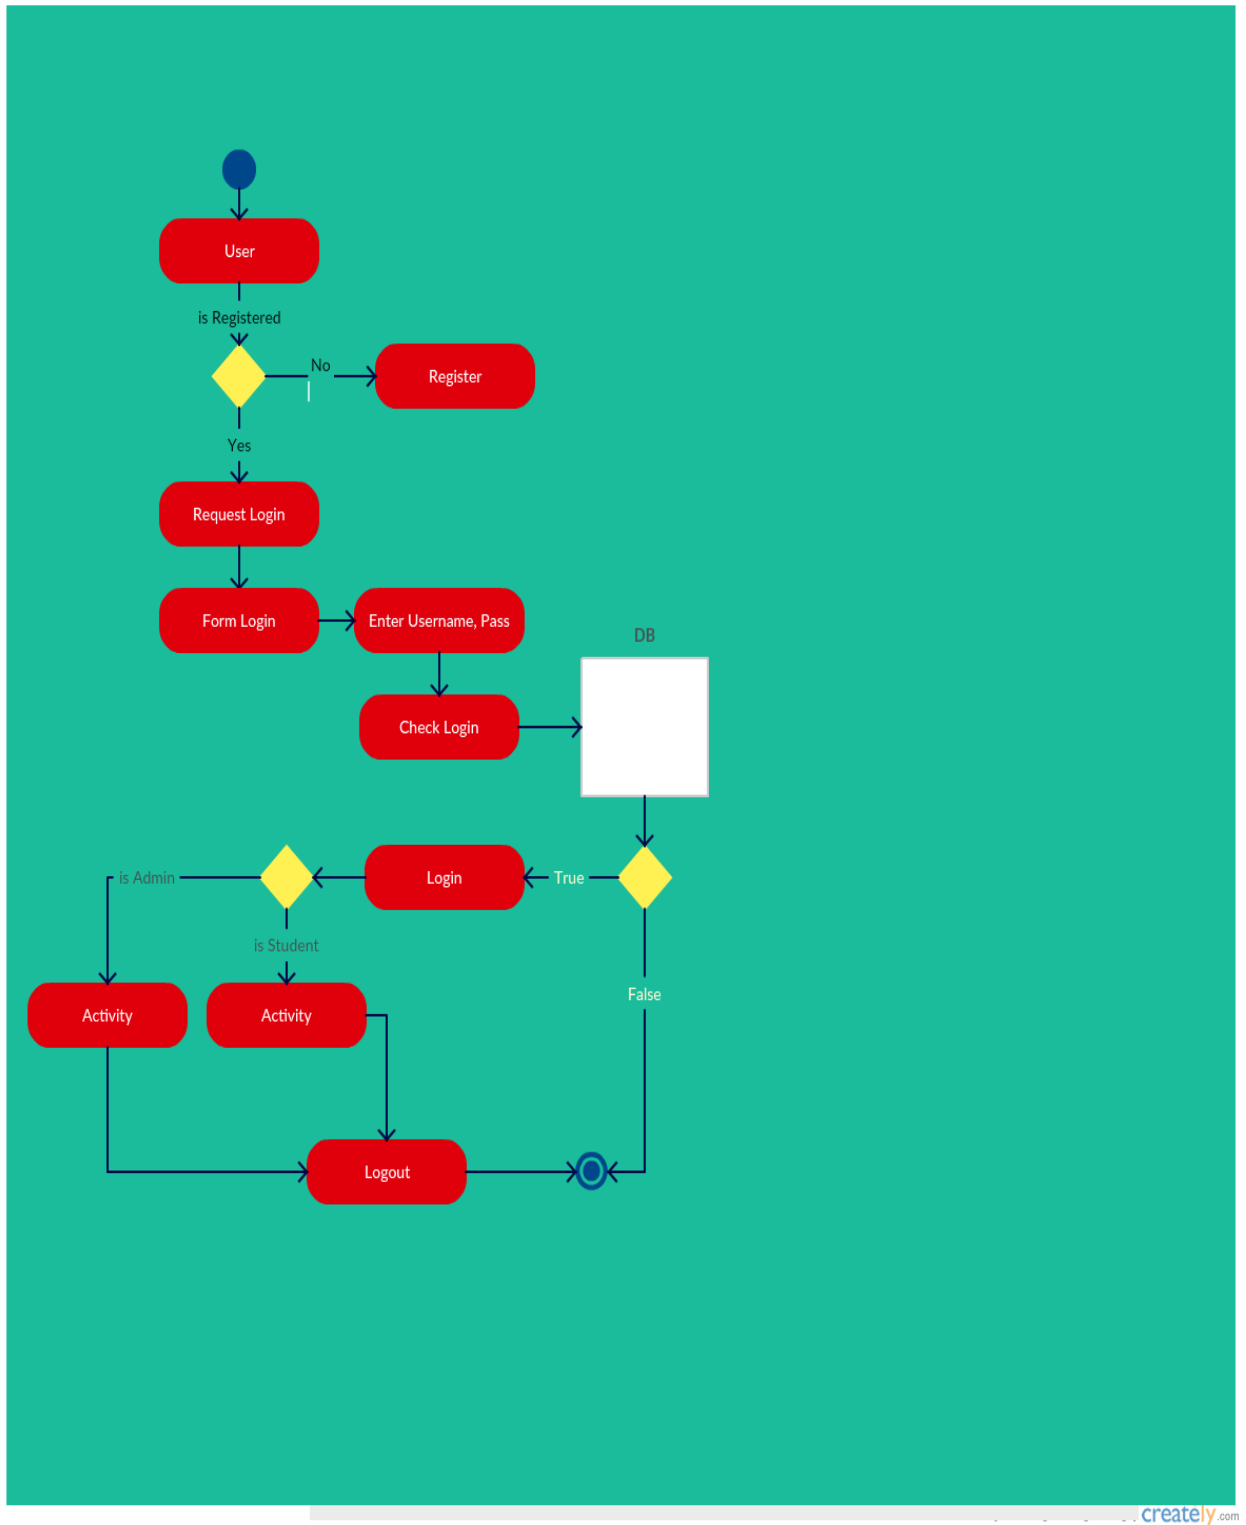 User
is Registered
No
Register
Yes
Request Login
Form Login
Enter Username, Pass
DB
Check Login
is Admin
Login
True
is Student
False
Activity
Activity
Logout
creately.com